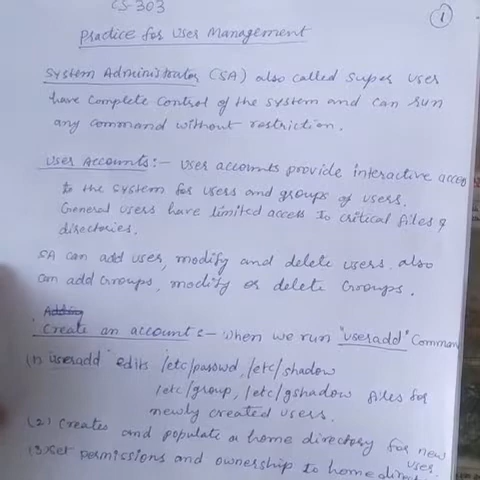 CS-303
1
Practice for User Management
System Administrator (SA) also called super user
have complete control of the system and can run
any command without restriction.
User Accounts:- User accounts provide interactive access
to the system for users and groups of users.
General users have limited access to critical files &
directories.
SA can add user, modify and delete users. also
can add Groups, modify or delete Groups.
Adding
Create an account :- When we run "useradd" Comman
(1) useradd edits /etc/passwd, /etc/shadow
/etc/group, /etc/gshadow files for
newly created users.
(2) Creates and populate a home directory for new
user.
(3) Set permissions and ownership to home direct